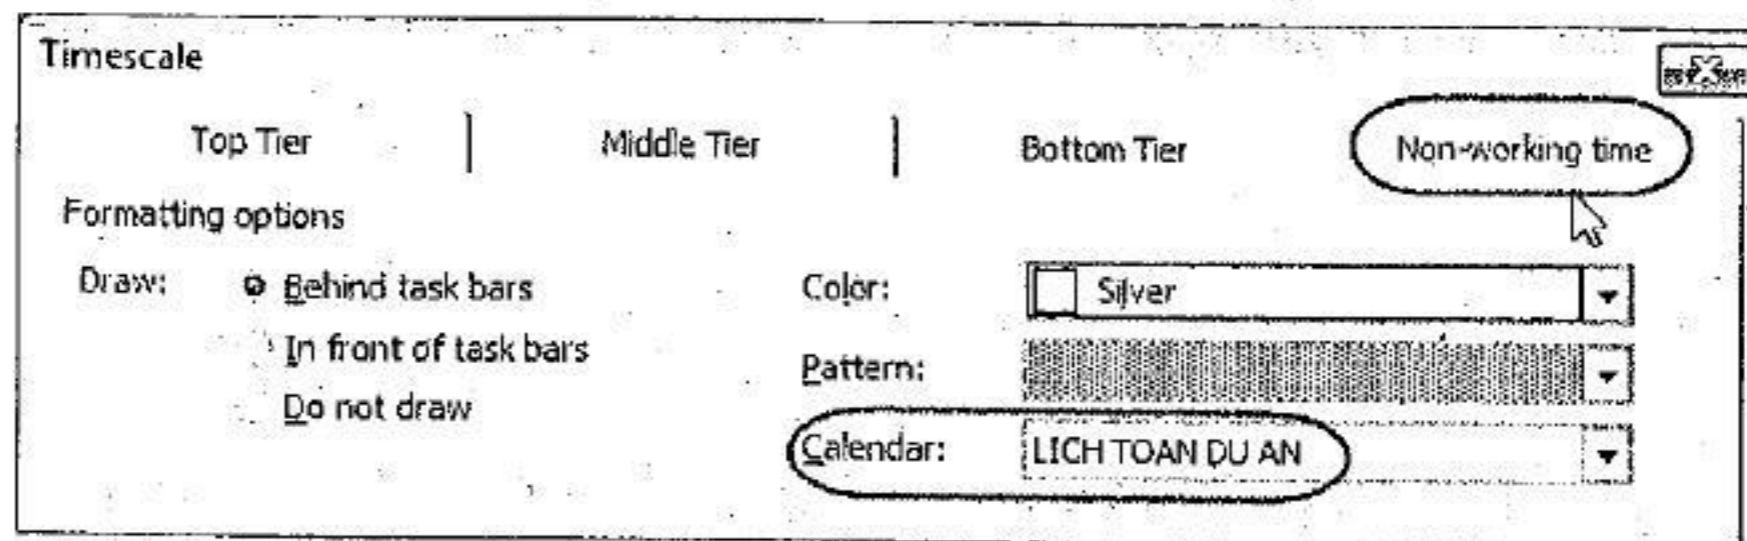 Timescale
Top Tier Middle Tier Bottom Tier Non-working time
Formatting options
Draw: Behind task bars Color: Silver
In front of task bars Pattern:
Do not draw
Calendar: LICH TOAN DU AN